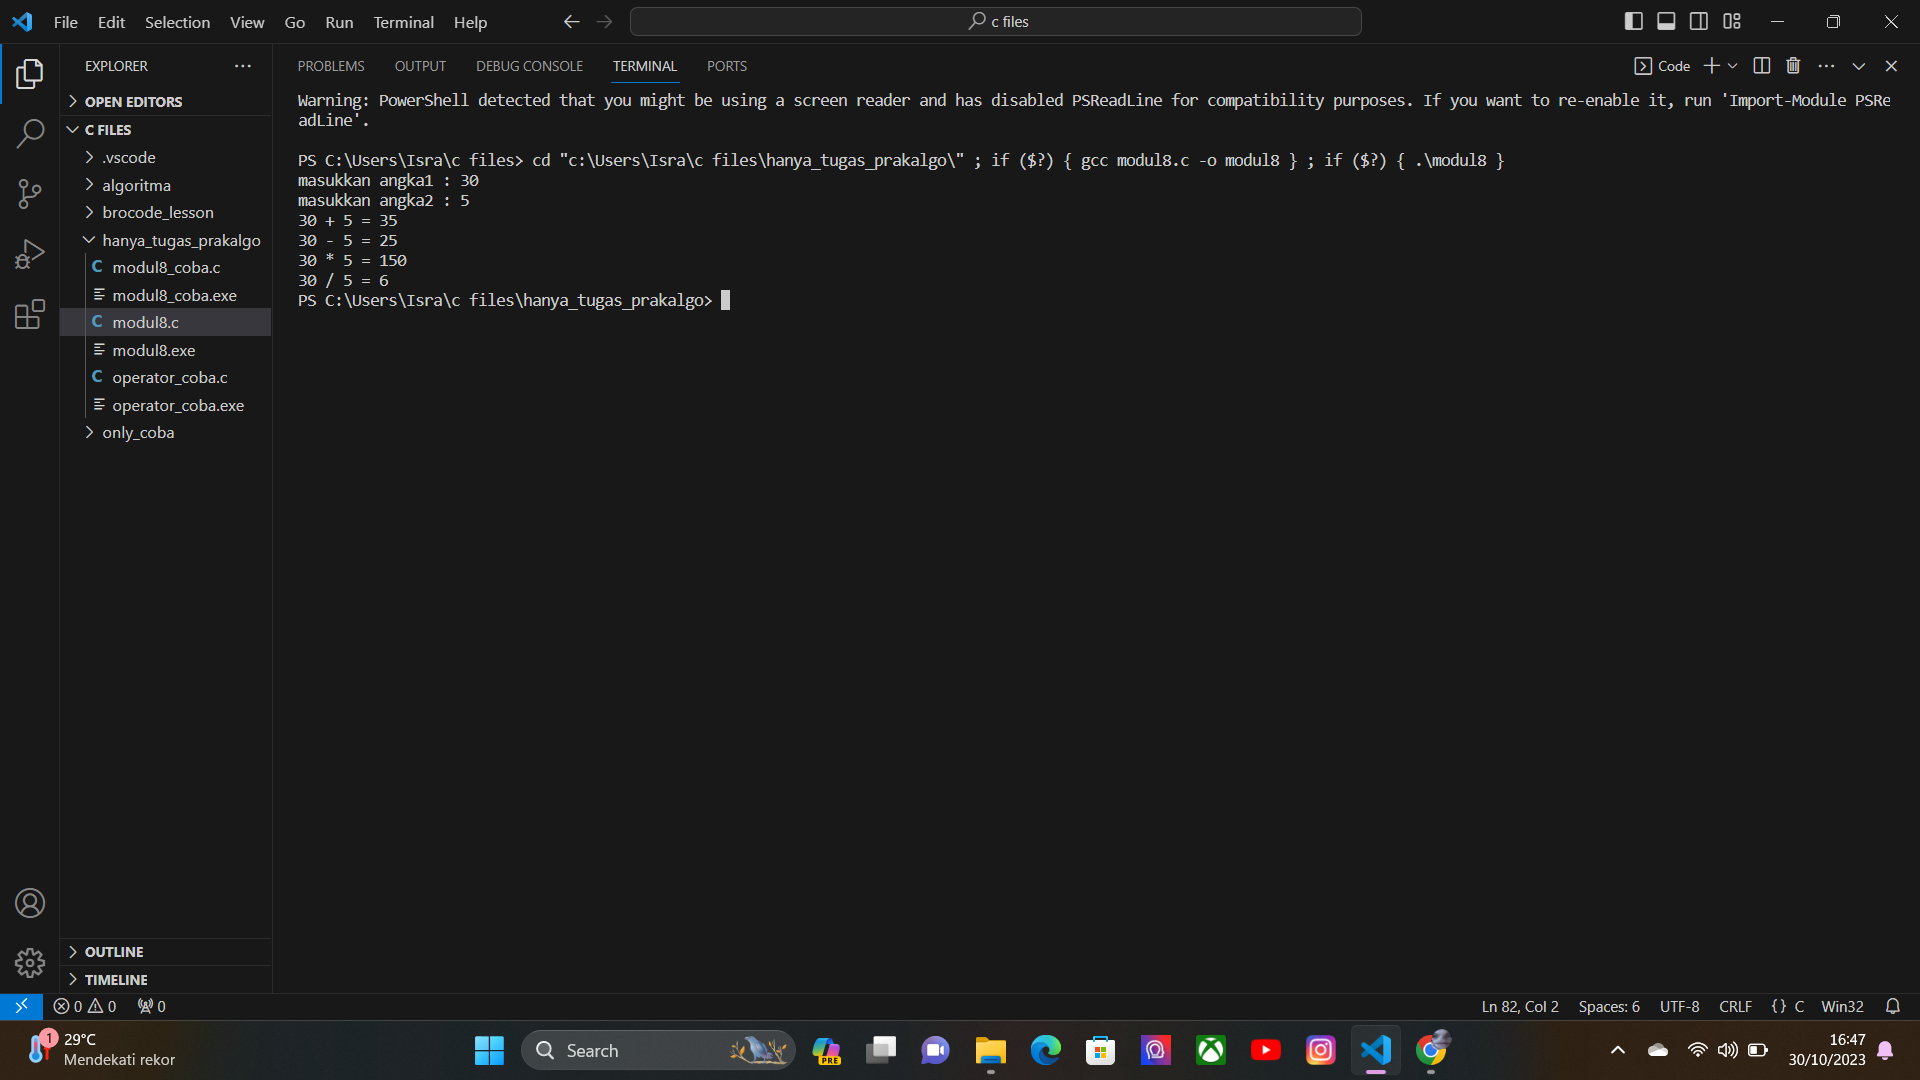 File Edit Selection View Go Run Terminal Help
c files
EXPLORER
OPEN EDITORS
C FILES
.vscode
algoritma
brocode_lesson
hanya_tugas_prakalgo
C modul8_coba.c
modul8_coba.exe
C modul8.c
modul8.exe
C operator_coba.c
operator_coba.exe
only_coba
OUTLINE
TIMELINE
PROBLEMS OUTPUT DEBUG CONSOLE TERMINAL PORTS
Code
Warning: PowerShell detected that you might be using a screen reader and has disabled PSReadLine for compatibility purposes. If you want to re-enable it, run 'Import-Module PSRe
adLine'.
PS C:\Users\Isra\c files> cd "c:\Users\Isra\c files\hanya_tugas_prakalgo\" ; if ($?) { gcc modul8.c -o modul8 } ; if ($?) { .\modul8 }
masukkan angka1 : 30
masukkan angka2 : 5
30 + 5 = 35
30 - 5 = 25
30 * 5 = 150
30 / 5 = 6
PS C:\Users\Isra\c files\hanya_tugas_prakalgo>
0 0 0
Ln 82, Col 2 Spaces: 6 UTF-8 CRLF {} C Win32
1
29°C
Mendekati rekor
Search
PRE
16:47
30/10/2023